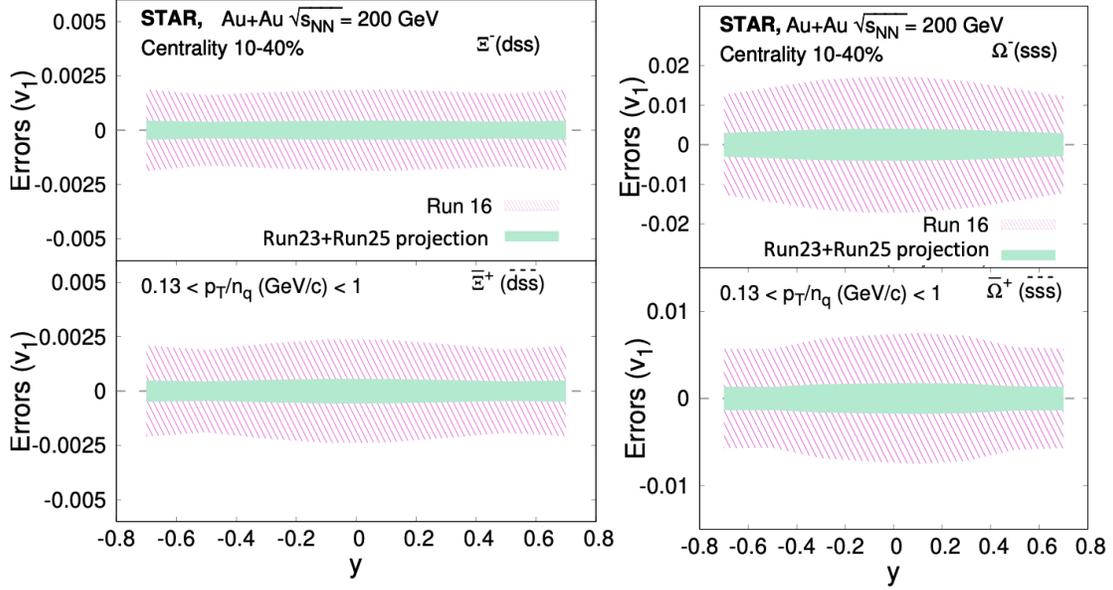 STAR, Au+Au √sNN = 200 GeV
Centrality 10-40%
Ξ-(dss)
0.005
0.0025
0
-0.0025
-0.005
Errors (v1)
Run 16
Run23+Run25 projection
0.13 < pT/nq (GeV/c) < 1
Ξ̅+ (d̅s̅s̅)
0.005
0.0025
0
-0.0025
-0.005
Errors (v1)
-0.8 -0.6 -0.4 -0.2 0 0.2 0.4 0.6 0.8
y
STAR, Au+Au √sNN = 200 GeV
Centrality 10-40%
Ω-(sss)
0.02
0.01
0
-0.01
-0.02
Errors (v1)
Run 16
Run23+Run25 projection
0.13 < pT/nq (GeV/c) < 1
Ω̅+ (s̅s̅s̅)
0.01
0
-0.01
Errors (v1)
-0.8 -0.6 -0.4 -0.2 0 0.2 0.4 0.6 0.8
y